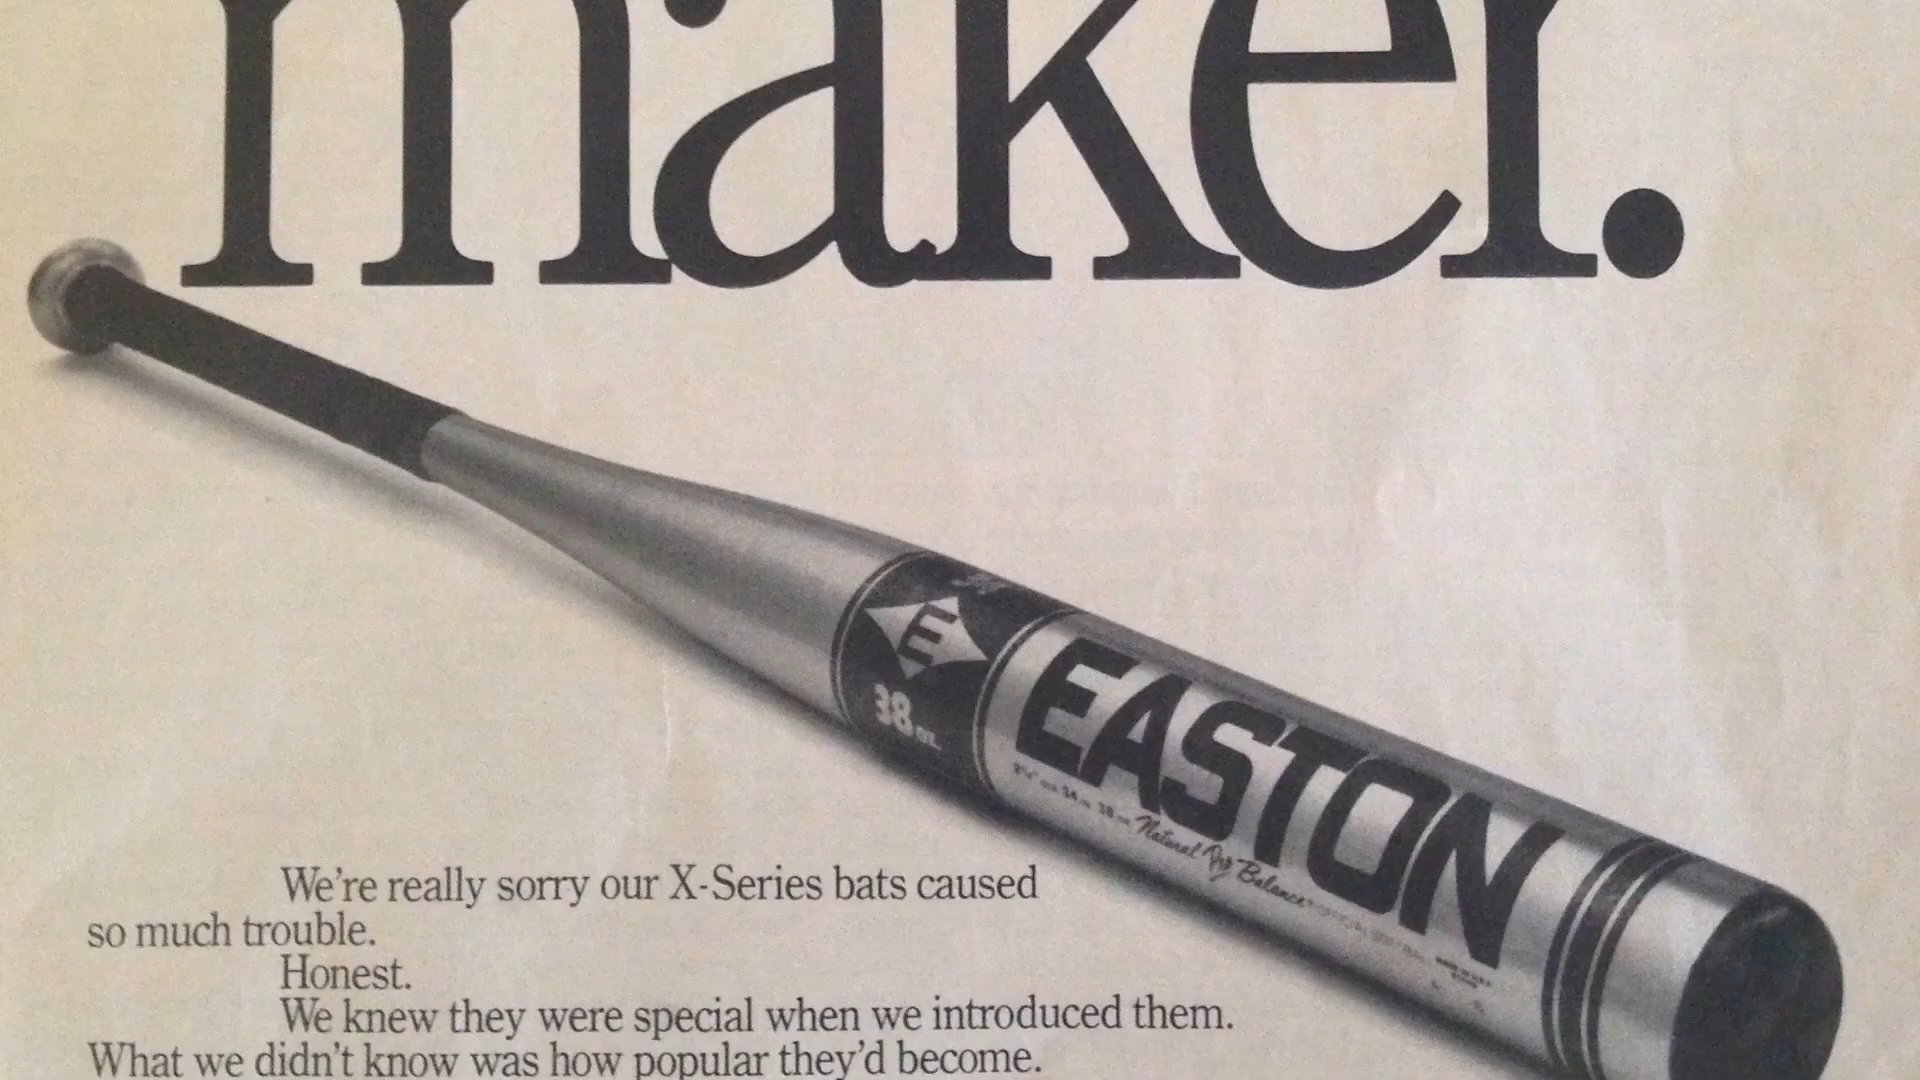 maker.
E
38 oz.
EASTON
Natural Pro Balance
We're really sorry our X-Series bats caused
so much trouble.
Honest.
We knew they were special when we introduced them.
What we didn't know was how popular they'd become.